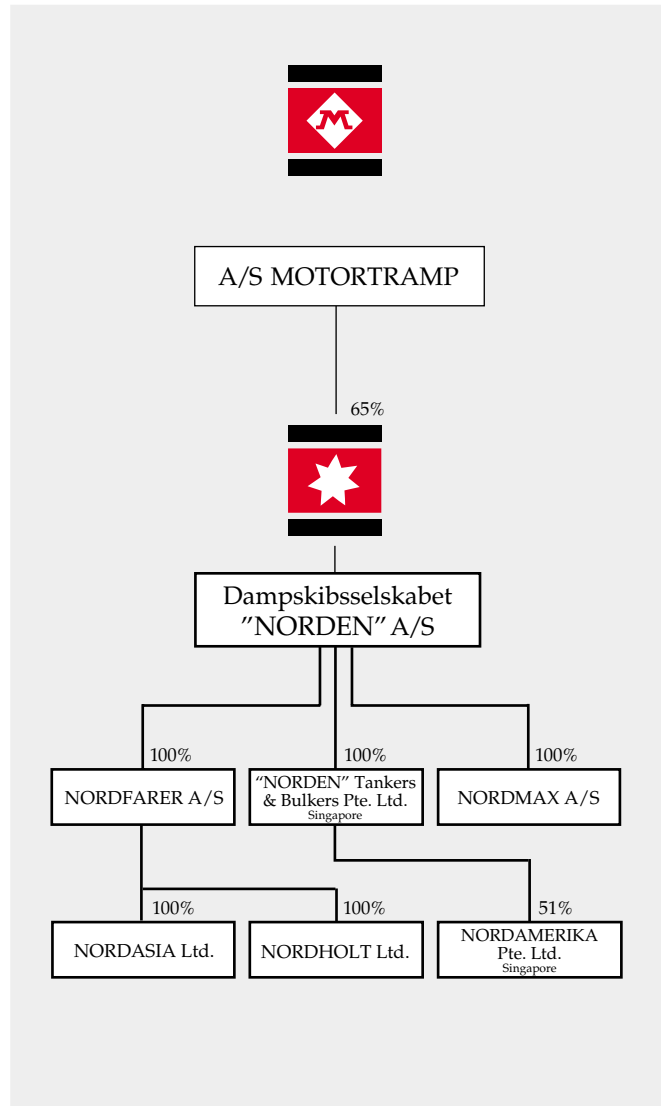 M
A/S MOTORTRAMP
65%
Dampskibsselskabet
”NORDEN” A/S
100%
100%
100%
NORDFARER A/S
“NORDEN” Tankers
& Bulkers Pte. Ltd.
Singapore
NORDMAX A/S
100%
100%
51%
NORDASIA Ltd.
NORDHOLT Ltd.
NORDAMERIKA
Pte. Ltd.
Singapore